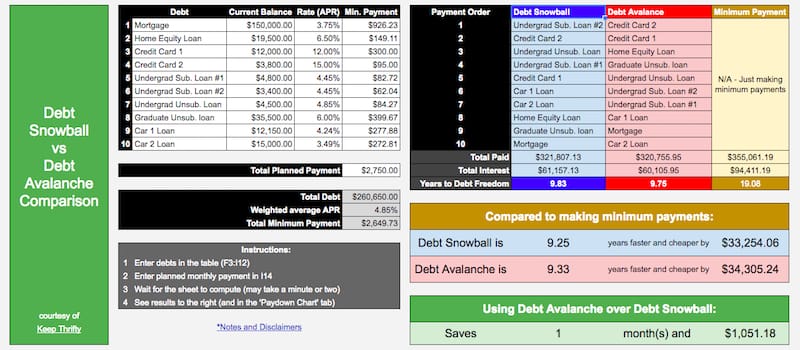 Debt
Snowball
vs
Debt
Avalanche
Comparison
courtesy of
Keep Thrifty
Debt Current Balance Rate (APR) Min. Payment
1 Mortgage $150,000.00 3.75% $926.23
2 Home Equity Loan $19,500.00 6.50% $149.11
3 Credit Card 1 $12,000.00 12.00% $300.00
4 Credit Card 2 $3,800.00 15.00% $95.00
5 Undergrad Sub. Loan #1 $4,800.00 4.45% $82.72
6 Undergrad Sub. Loan #2 $3,400.00 4.45% $62.04
7 Undergrad Unsub. Loan $4,500.00 4.85% $84.27
8 Graduate Unsub. loan $35,500.00 6.00% $399.67
9 Car 1 Loan $12,150.00 4.24% $277.88
10 Car 2 Loan $15,000.00 3.49% $272.81
Total Planned Payment $2,750.00
Total Debt $260,650.00
Weighted average APR 4.85%
Total Minimum Payment $2,649.73
Instructions:
1 Enter debts in the table (F3:I12)
2 Enter planned monthly payment in I14
3 Wait for the sheet to compute (may take a minute or two)
4 See results to the right (and in the 'Paydown Chart' tab)
*Notes and Disclaimers
Payment Order Debt Snowball Debt Avalance Minimum Payment
1 Undergrad Sub. Loan #2 Credit Card 2
2 Credit Card 2 Credit Card 1
3 Undergrad Unsub. Loan Home Equity Loan
4 Undergrad Sub. Loan #1 Graduate Unsub. loan
5 Credit Card 1 Undergrad Unsub. Loan
6 Car 1 Loan Undergrad Sub. Loan #2
7 Car 2 Loan Undergrad Sub. Loan #1
8 Home Equity Loan Car 1 Loan
9 Graduate Unsub. loan Mortgage
10 Mortgage Car 2 Loan
N/A - Just making
minimum payments
Total Paid $321,807.13 $320,755.95 $355,061.19
Total Interest $61,157.13 $60,105.95 $94,411.19
Years to Debt Freedom 9.83 9.75 19.08
Compared to making minimum payments:
Debt Snowball is 9.25 years faster and cheaper by $33,254.06
Debt Avalanche is 9.33 years faster and cheaper by $34,305.24
Using Debt Avalanche over Debt Snowball:
Saves 1 month(s) and $1,051.18